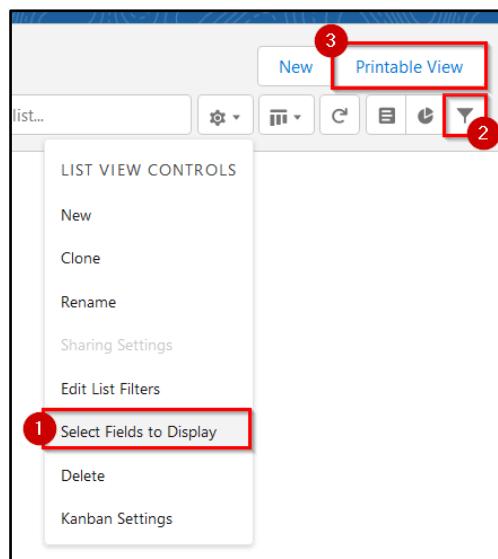 3
New
Printable View
list...
2
LIST VIEW CONTROLS
New
Clone
Rename
Sharing Settings
Edit List Filters
1
Select Fields to Display
Delete
Kanban Settings